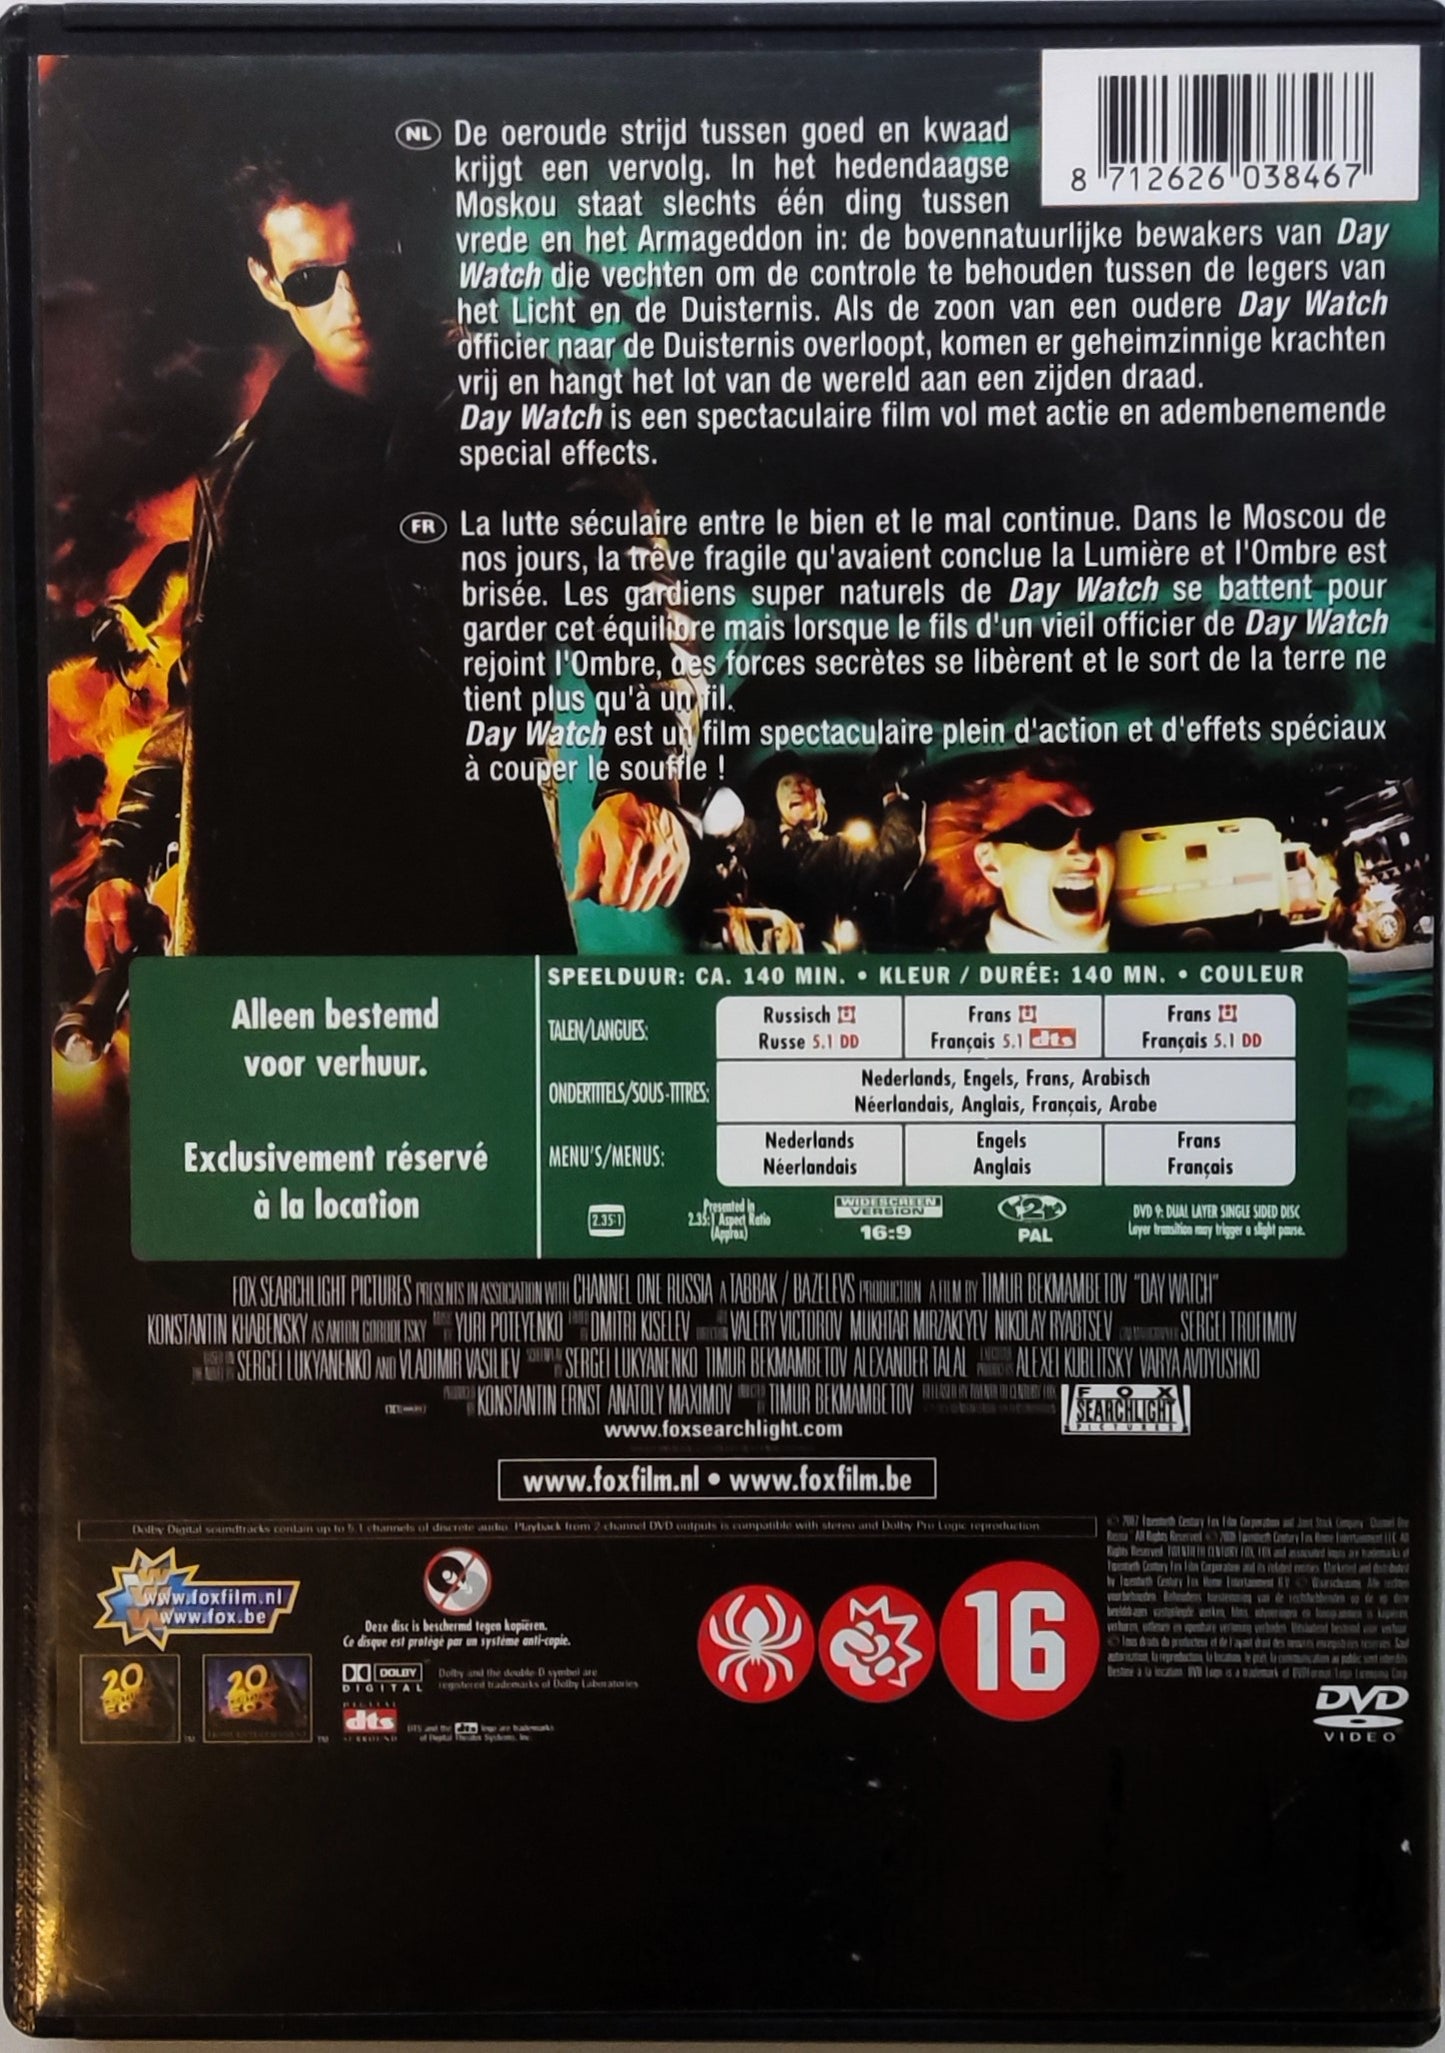 NL De oeroude strijd tussen goed en kwaad
krijgt een vervolg. In het hedendaagse
Moskou staat slechts één ding tussen
vrede en het Armageddon in: de bovennatuurlijke bewakers van Day
Watch die vechten om de controle te behouden tussen de legers van
het Licht en de Duisternis. Als de zoon van een oudere Day Watch
officier naar de Duisternis overloopt, komen er geheimzinnige krachten
vrij en hangt het lot van de wereld aan een zijden draad.
Day Watch is een spectaculaire film vol met actie en adembenemende
special effects.
8 712626 038467
FR La lutte séculaire entre le bien et le mal continue. Dans le Moscou de
nos jours, la trêve fragile qu'avaient conclue la Lumière et l'Ombre est
brisée. Les gardiens super naturels de Day Watch se battent pour
garder cet équilibre mais lorsque le fils d'un vieil officier de Day Watch
rejoint l'Ombre, des forces secrètes se libèrent et le sort de la terre ne
tient plus qu'à un fil.
Day Watch est un film spectaculaire plein d'action et d'effets spéciaux
à couper le souffle !
Alleen bestemd
voor verhuur.
Exclusivement réservé
à la location
SPEELDUUR: CA. 140 MIN. • KLEUR / DURÉE: 140 MN. • COULEUR
TALEN/LANGUES:
Russisch
Russe 5.1 DD
Frans
Français 5.1 dts
Frans
Français 5.1 DD
ONDERTITELS/SOUS-TITRES:
Nederlands, Engels, Frans, Arabisch
Néerlandais, Anglais, Français, Arabe
MENU'S/MENUS:
Nederlands
Néerlandais
Engels
Anglais
Frans
Français
2.35:1
Presented in
2.35:1 Aspect Ratio
(Approx)
WIDESCREEN
VERSION
16:9
2
PAL
DVD 9: DUAL LAYER SINGLE SIDED DISC
Layer transition may trigger a slight pause.
FOX SEARCHLIGHT PICTURES PRESENTS IN ASSOCIATION WITH CHANNEL ONE RUSSIA A TABBAK / BAZELEVS PRODUCTION A FILM BY TIMUR BEKMAMBETOV "DAY WATCH"
KONSTANTIN KHABENSKY AS ANTON GORODETSKY YURI POTEYENKO DMITRI KISELEV VALERY VICTOROV MUKHTAR MIRZAKEYEV NIKOLAY RYABTSEV SERGEI TROFIMOV
SERGEI LUKYANENKO AND VLADIMIR VASILIEV SERGEI LUKYANENKO TIMUR BEKMAMBETOV ALEXANDER TALAL ALEXEI KUBLITSKY VARYA AVDYUSHKO
KONSTANTIN ERNST ANATOLY MAXIMOV TIMUR BEKMAMBETOV
FOX
SEARCHLIGHT
PICTURES
www.foxsearchlight.com
www.foxfilm.nl • www.foxfilm.be
Dolby Digital soundtracks contain up to 5.1 channels of discrete audio. Playback from 2-channel DVD outputs is compatible with stereo and Dolby Pro Logic reproduction.
www.foxfilm.nl
www.fox.be
Deze disc is beschermd tegen kopiëren.
Ce disque est protégé par un système anti-copie.
DOLBY
DIGITAL
Dolby and the double-D symbol are
registered trademarks of Dolby Laboratories
DIGITAL
dts
SURROUND
DTS and the dts logo are trademarks
of Digital Theater Systems, Inc.
20
FOX
20
FOX
16
DVD
VIDEO